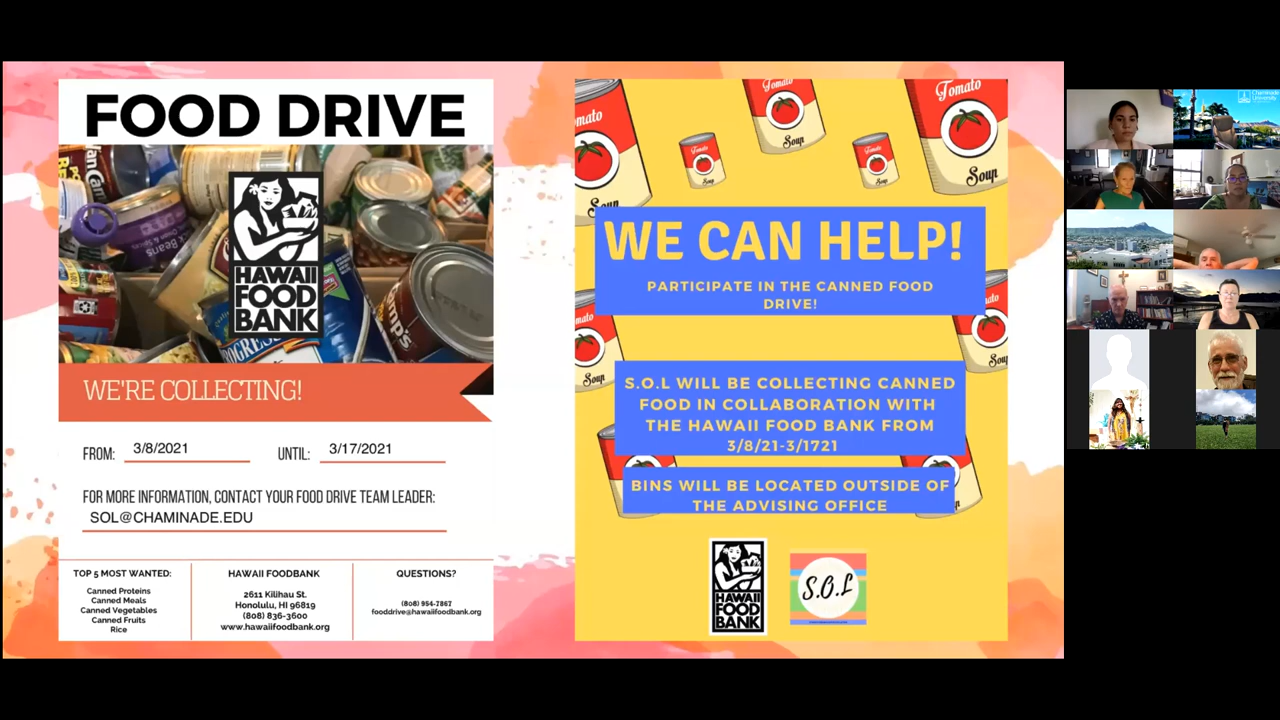 FOOD DRIVE
HAWAII
FOOD
BANK
WE'RE COLLECTING!
FROM: 3/8/2021 UNTIL: 3/17/2021
FOR MORE INFORMATION, CONTACT YOUR FOOD DRIVE TEAM LEADER:
SOL@CHAMINADE.EDU
TOP 5 MOST WANTED:
Canned Proteins
Canned Meals
Canned Vegetables
Canned Fruits
Rice
HAWAII FOODBANK
2611 Kilihau St.
Honolulu, HI 96819
(808) 836-3600
www.hawaiifoodbank.org
QUESTIONS?
(808) 954-7867
fooddrive@hawaiifoodbank.org
Tomato
Soup
Tomato
Soup
Tomato
Soup
Tomato
Soup
WE CAN HELP!
PARTICIPATE IN THE CANNED FOOD
DRIVE!
S.O.L WILL BE COLLECTING CANNED
FOOD IN COLLABORATION WITH
THE HAWAII FOOD BANK FROM
3/8/21-3/1721
BINS WILL BE LOCATED OUTSIDE OF
THE ADVISING OFFICE
HAWAII
FOOD
BANK
S.O.L
Chaminade
University